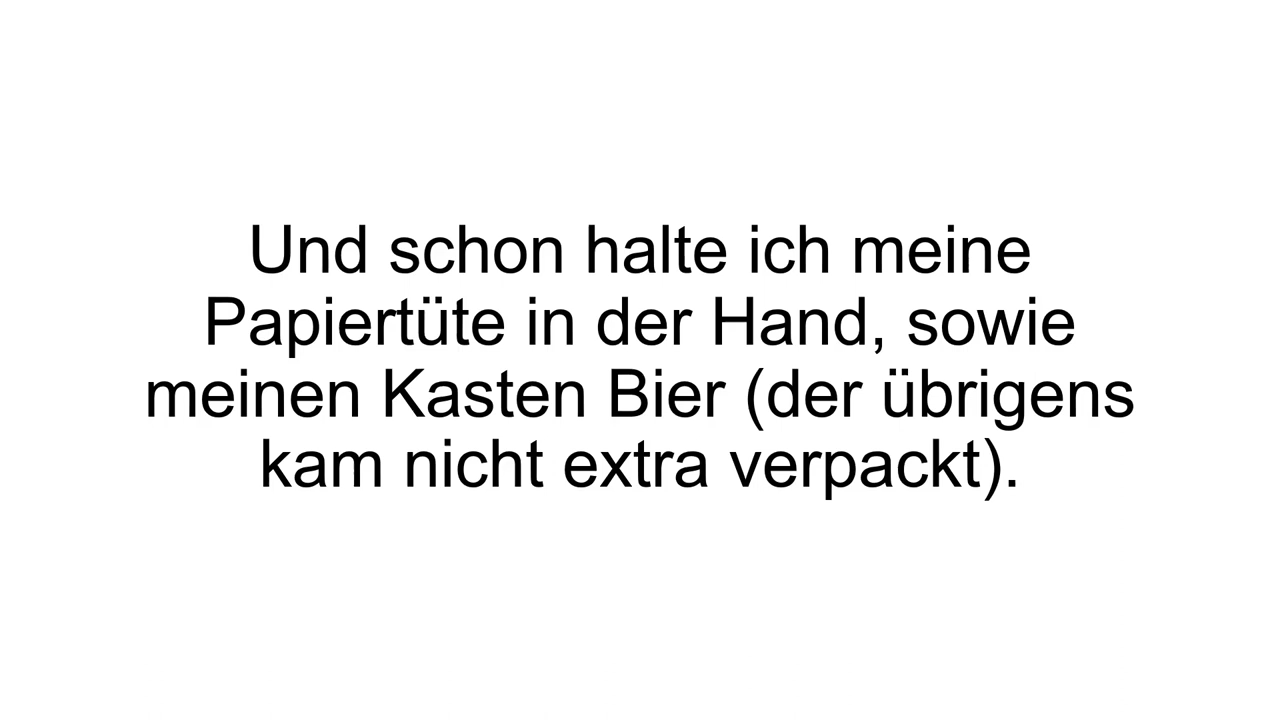 Und schon halte ich meine
Papiertüte in der Hand, sowie
meinen Kasten Bier (der übrigens
kam nicht extra verpackt).